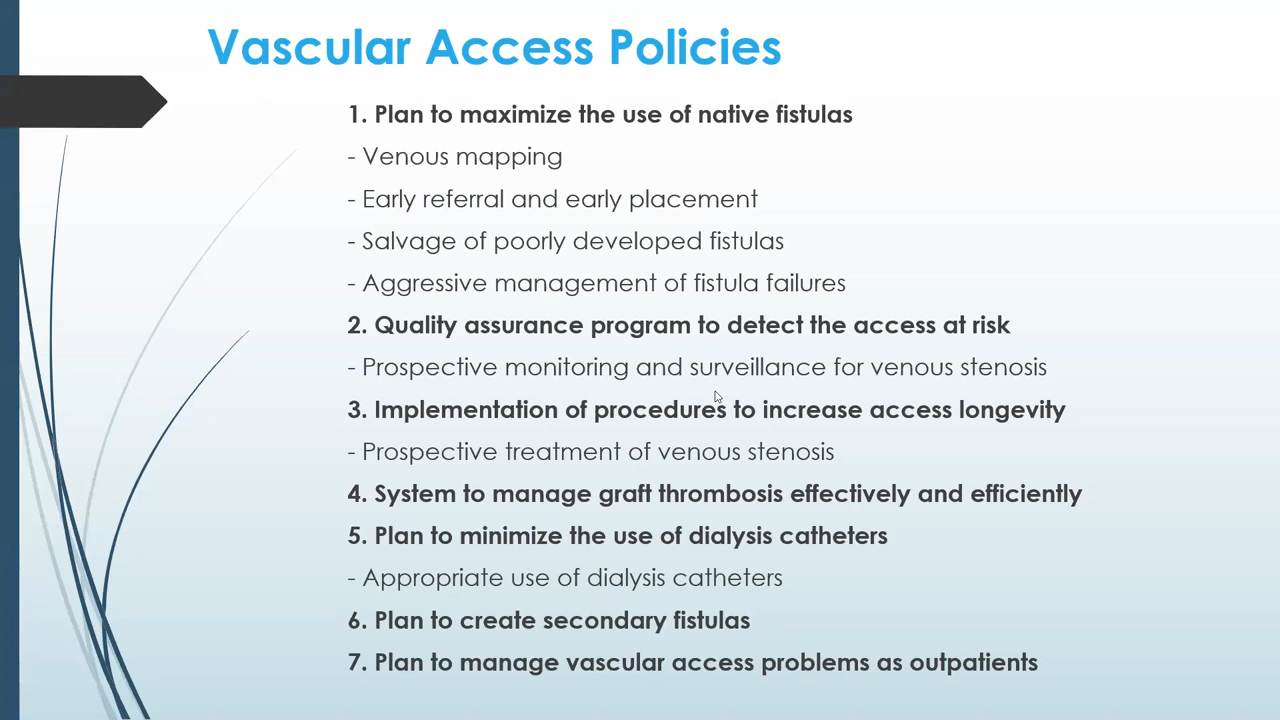 Vascular Access Policies
1. Plan to maximize the use of native fistulas
- Venous mapping
- Early referral and early placement
- Salvage of poorly developed fistulas
- Aggressive management of fistula failures
2. Quality assurance program to detect the access at risk
- Prospective monitoring and surveillance for venous stenosis
3. Implementation of procedures to increase access longevity
- Prospective treatment of venous stenosis
4. System to manage graft thrombosis effectively and efficiently
5. Plan to minimize the use of dialysis catheters
- Appropriate use of dialysis catheters
6. Plan to create secondary fistulas
7. Plan to manage vascular access problems as outpatients